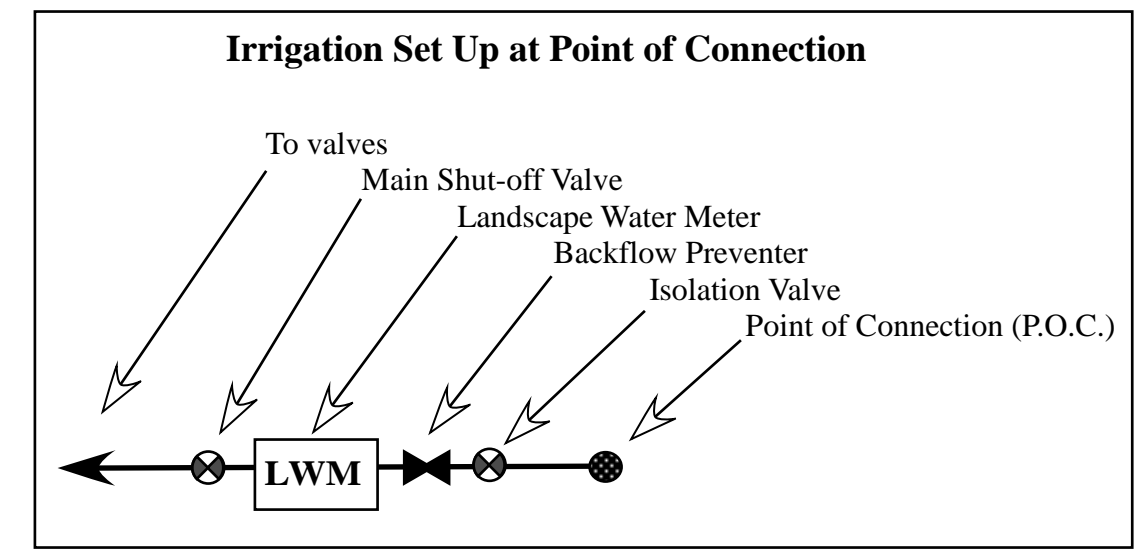 Irrigation Set Up at Point of Connection
To valves
Main Shut-off Valve
Landscape Water Meter
Backflow Preventer
Isolation Valve
Point of Connection (P.O.C.)
LWM